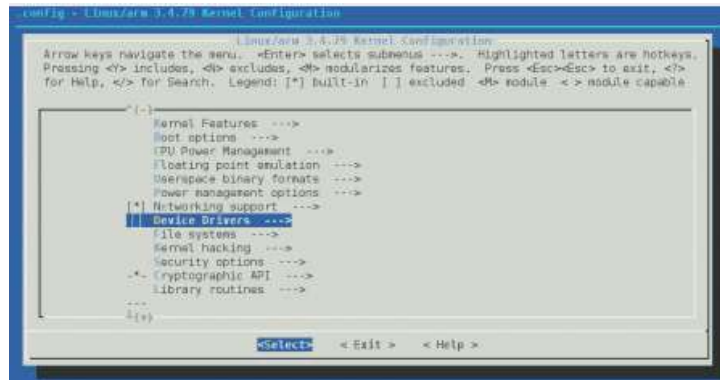 .config - Linux/arm 3.4.79 Kernel Configuration
Linux/arm 3.4.79 Kernel Configuration
Arrow keys navigate the menu. <Enter> selects submenus --->. Highlighted letters are hotkeys.
Pressing <Y> includes, <N> excludes, <M> modularizes features. Press <Esc><Esc> to exit, <?>
for Help, </> for Search. Legend: [*] built-in [ ] excluded <M> module < > module capable
^(-)
Kernel Features --->
Boot options --->
CPU Power Management --->
Floating point emulation --->
Userspace binary formats --->
Power management options --->
[*] Networking support --->
Device Drivers --->
File systems --->
Kernel hacking --->
Security options --->
-*- Cryptographic API --->
Library routines --->
---
(+)
<Select> < Exit > < Help >